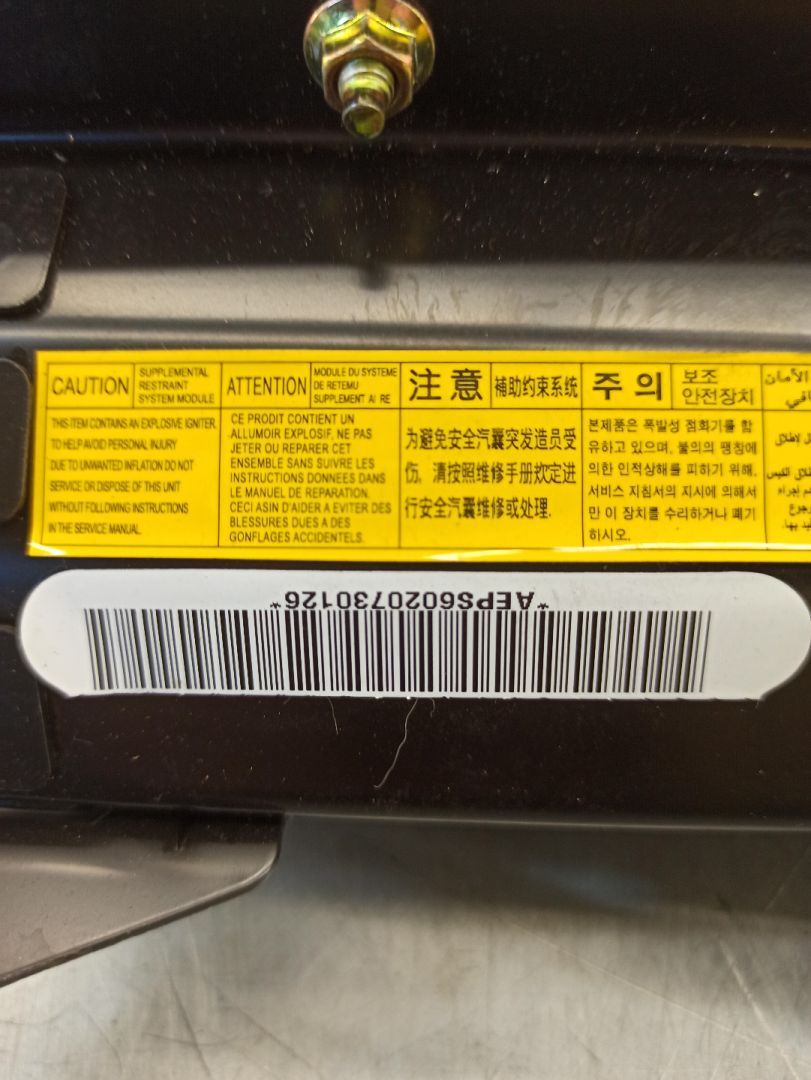 CAUTION
SUPPLEMENTAL
RESTRAINT
SYSTEM MODULE
THIS ITEM CONTAINS AN EXPLOSIVE IGNITER.
TO HELP AVOID PERSONAL INJURY
DUE TO UNWANTED INFLATION DO NOT
SERVICE OR DISPOSE OF THIS UNIT
WITHOUT FOLLOWING INSTRUCTIONS
IN THE SERVICE MANUAL.
ATTENTION
MODULE DU SYSTEME
DE RETEMU
SUPPLEMENT AI RE
CE PRODIT CONTIENT UN
ALLUMOIR EXPLOSIF, NE PAS
JETER OU REPARER CET
ENSEMBLE SANS SUIVRE LES
INSTRUCTIONS DONNEES DANS
LE MANUEL DE REPARATION.
CECI ASIN D'AIDER A EVITER DES
BLESSURES DUES A DES
GONFLAGES ACCIDENTELS.
注意
補助约束系统
为避免安全汽囊突发造员受
伤, 清按照维修手册欻定进
行安全汽囊维修或处理.
주의
보조
안전장치
본제품은 폭발성 점화기를 함
유하고 있으며, 불의의 팽창에
의한 인적상해를 피하기 위해,
서비스 지침서의 지시에 의해서
만 이 장치를 수리하거나 폐기
하시오.
الأمان
*AEPS6020730126*